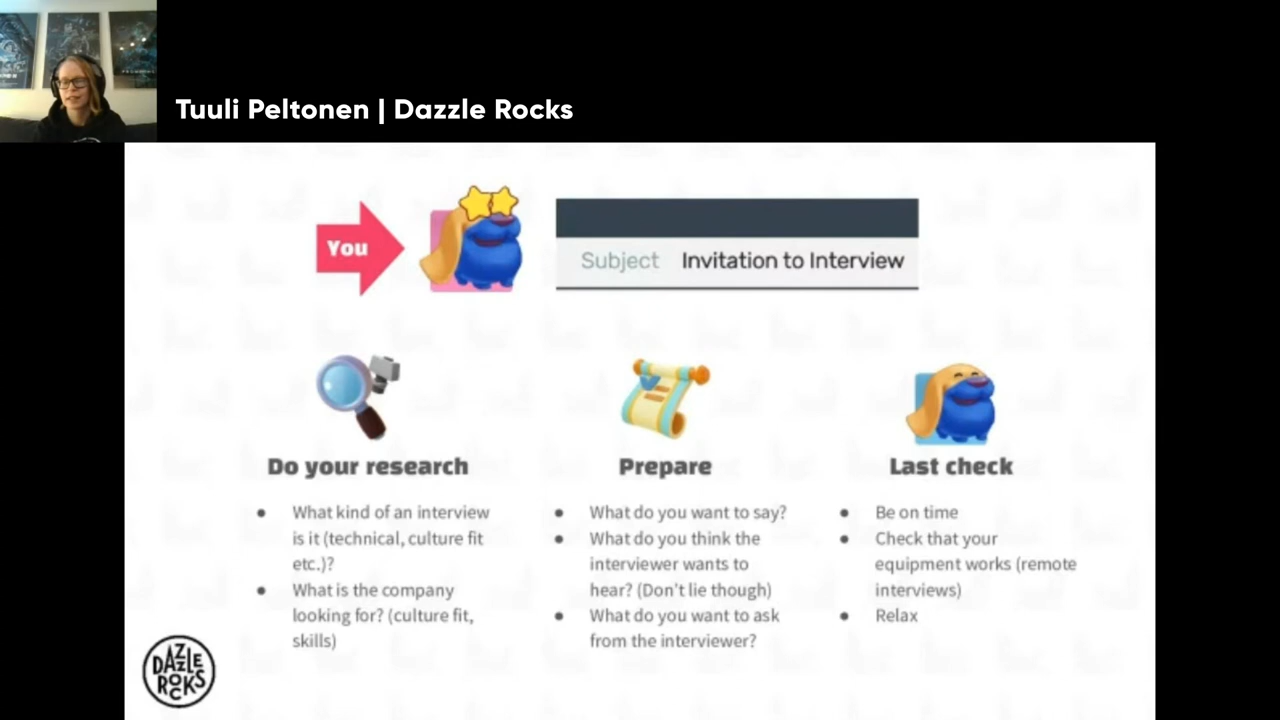 Tuuli Peltonen | Dazzle Rocks
You
Subject Invitation to Interview
Do your research
● What kind of an interview
is it (technical, culture fit
etc.)?
● What is the company
looking for? (culture fit,
skills)
Prepare
● What do you want to say?
● What do you think the
interviewer wants to
hear? (Don't lie though)
● What do you want to ask
from the interviewer?
Last check
● Be on time
● Check that your
equipment works (remote
interviews)
● Relax
DAZZLE
ROCKS